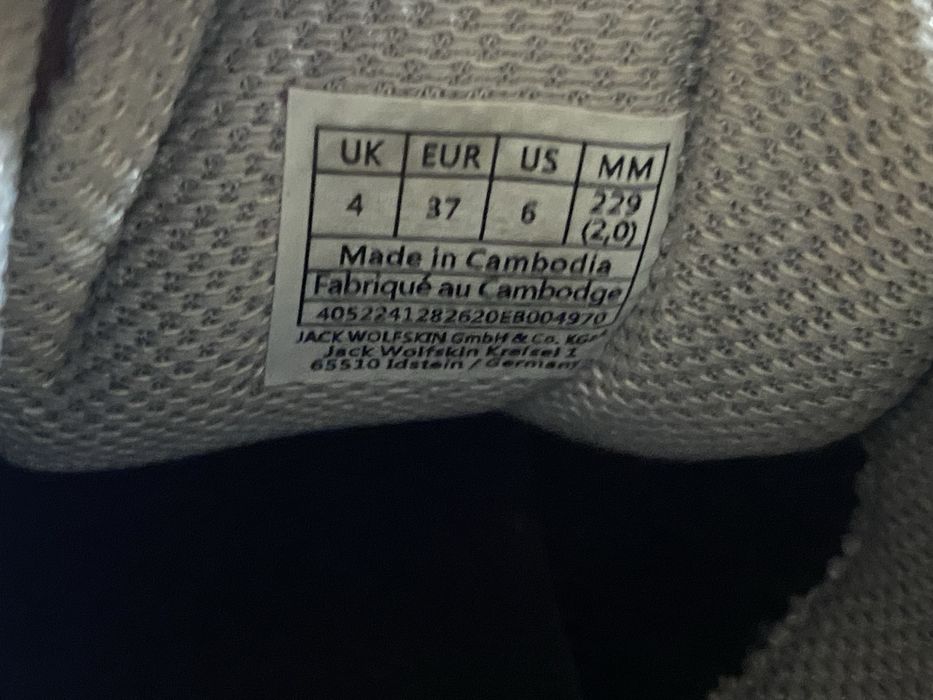 UK EUR US MM
4 37 6 229
(2,0)
Made in Cambodia
Fabriqué au Cambodge
4052241282620EB004970
JACK WOLFSKIN GmbH & Co. KGaA
Jack Wolfskin Kreisel 1
65510 Idstein / Germany